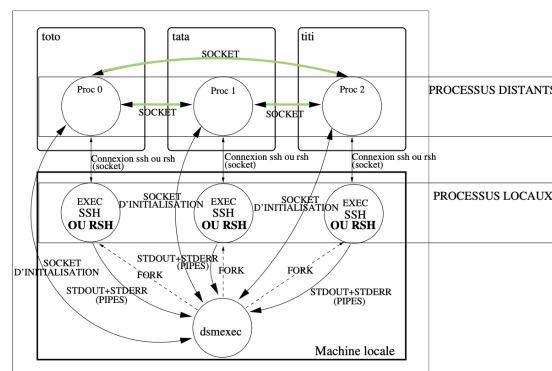 toto
tata
titi
SOCKET
Proc 0
Proc 1
Proc 2
PROCESSUS DISTANTS
SOCKET
SOCKET
Connexion ssh ou rsh
(socket)
Connexion ssh ou rsh
(socket)
Connexion ssh ou rsh
(socket)
EXEC
SSH
OU RSH
SOCKET
D'INITIALISATION
EXEC
SSH
OU RSH
SOCKET
D'INITIALISATION
EXEC
SSH
OU RSH
PROCESSUS LOCAUX
SOCKET
D'INITIALISATION
STDOUT+STDERR
(PIPES)
FORK
FORK
FORK
STDOUT+STDERR
(PIPES)
STDOUT+STDERR
(PIPES)
dsmexec
Machine locale